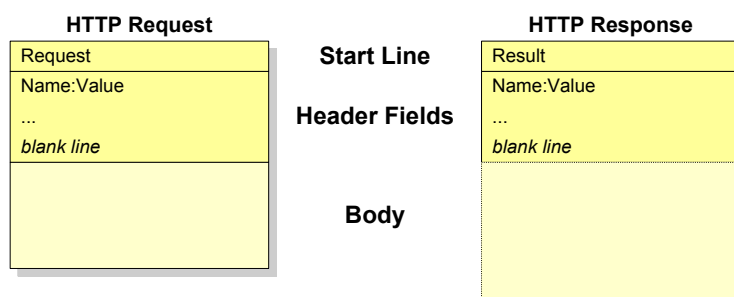 HTTP Request
Request
Name:Value
...
blank line
Start Line
Header Fields
Body
HTTP Response
Result
Name:Value
...
blank line